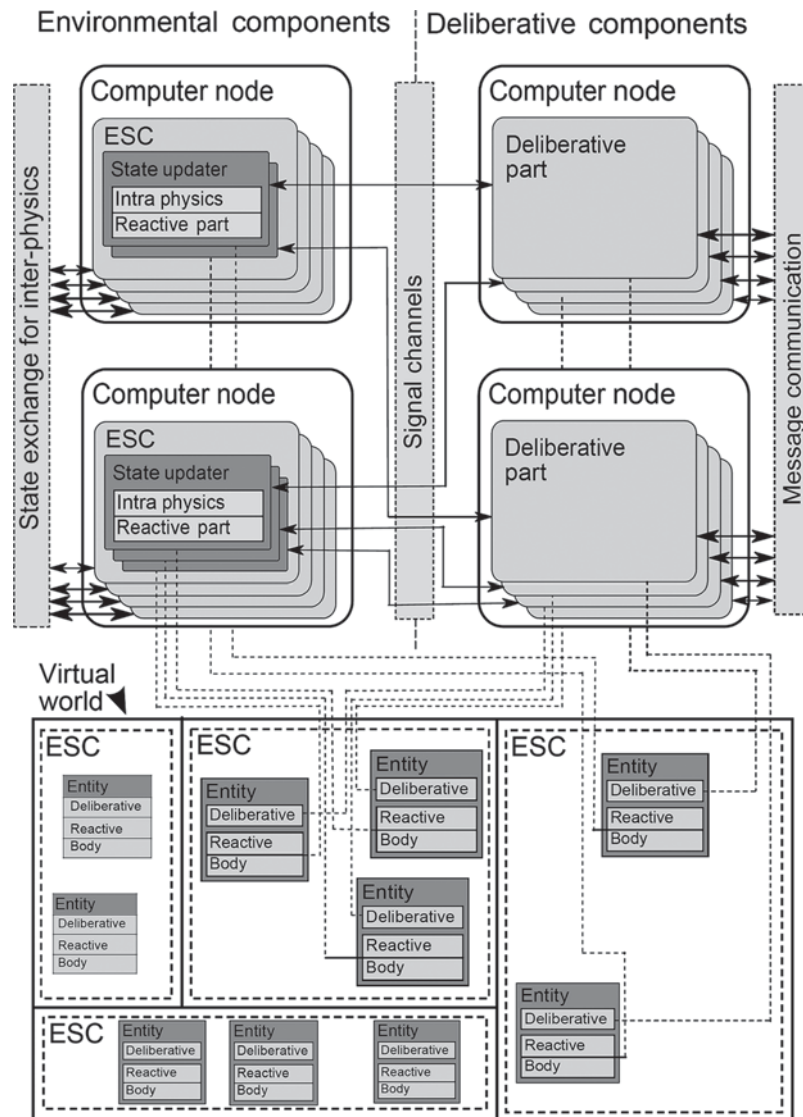 Environmental components
Deliberative components
State exchange for inter-physics
Computer node
ESC
State updater
Intra physics
Reactive part
Signal channels
Computer node
Deliberative
part
Message communication
Computer node
ESC
State updater
Intra physics
Reactive part
Computer node
Deliberative
part
Virtual
world
ESC
Entity
Deliberative
Reactive
Body
Entity
Deliberative
Reactive
Body
ESC
Entity
Deliberative
Reactive
Body
Entity
Deliberative
Reactive
Body
Entity
Deliberative
Reactive
Body
ESC
Entity
Deliberative
Reactive
Body
Entity
Deliberative
Reactive
Body
ESC
Entity
Deliberative
Reactive
Body
Entity
Deliberative
Reactive
Body
Entity
Deliberative
Reactive
Body